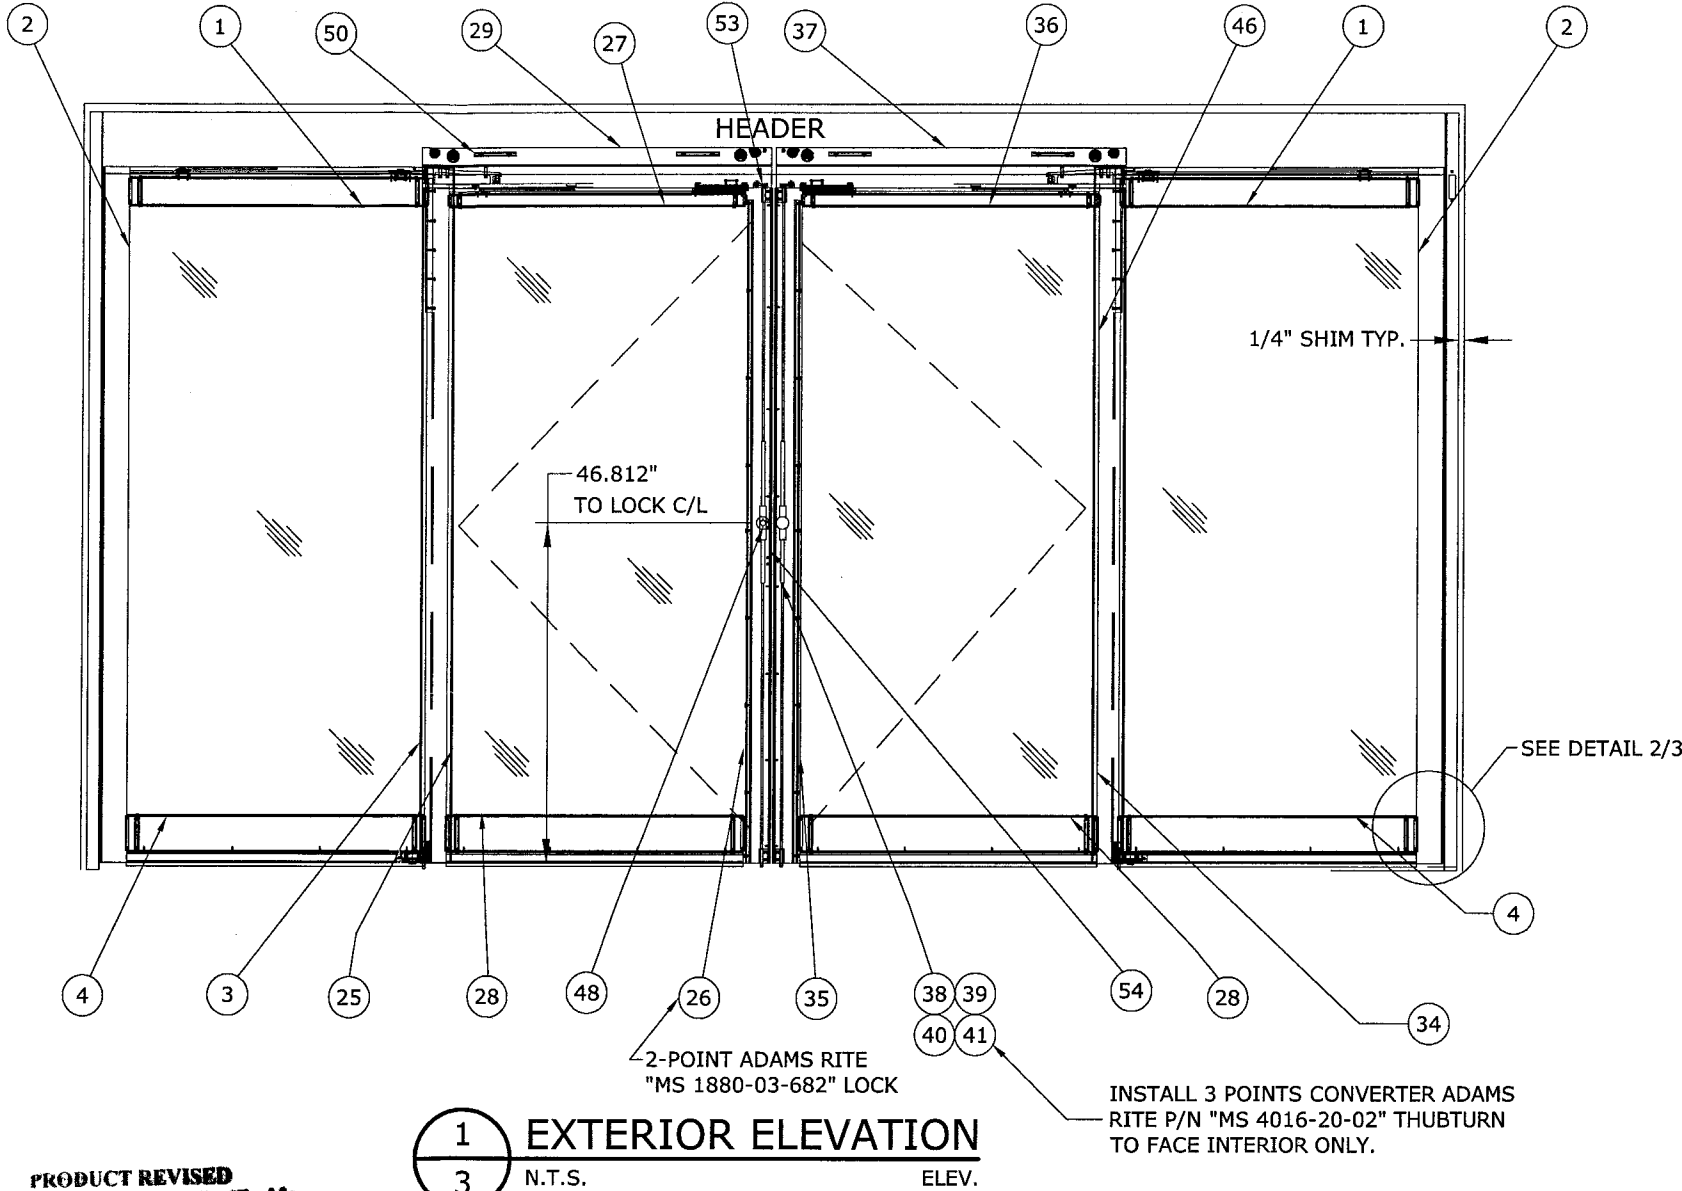 2
1
50
29
27
53
37
36
46
1
2
HEADER
1/4" SHIM TYP.
46.812"
TO LOCK C/L
SEE DETAIL 2/3
4
3
25
28
48
26
35
38 39
40 41
54
28
34
4
2-POINT ADAMS RITE
"MS 1880-03-682" LOCK
INSTALL 3 POINTS CONVERTER ADAMS
RITE P/N "MS 4016-20-02" THUBTURN
TO FACE INTERIOR ONLY.
1
3
EXTERIOR ELEVATION
N.T.S.
ELEV.
PRODUCT REVISED